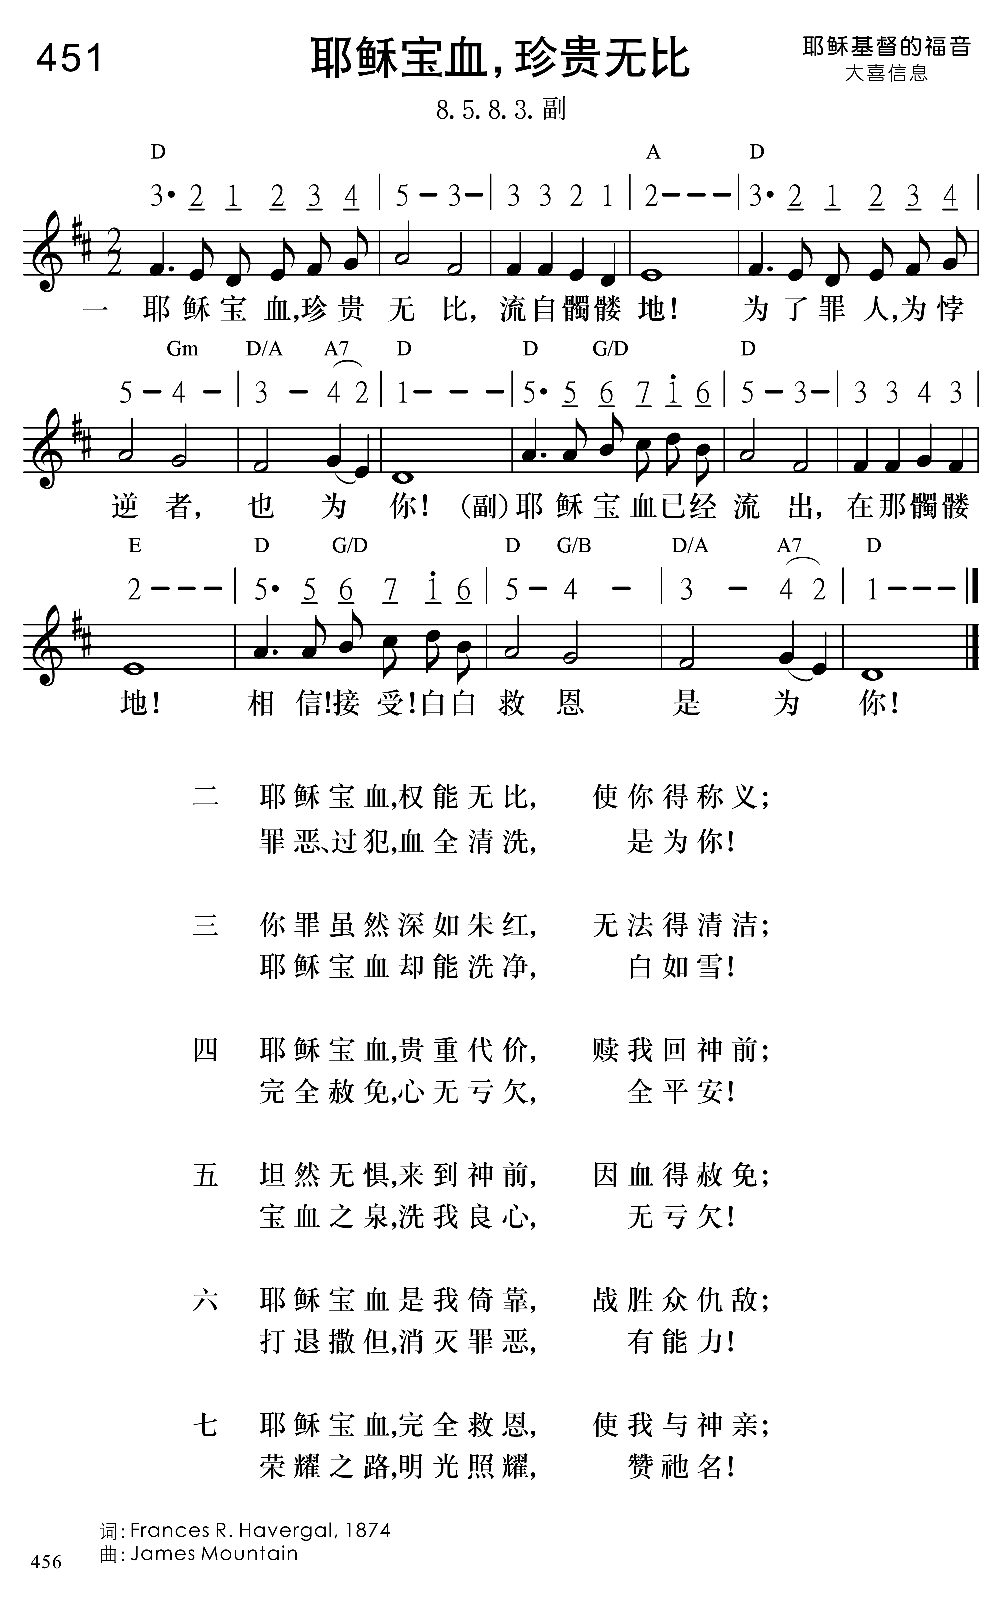 451
耶稣宝血,珍贵无比
耶稣基督的福音
大喜信息
8.5.8.3.副
D A D
3· 2 1 2 3 4 | 5 – 3 – | 3 3 2 1 | 2 – – – | 3· 2 1 2 3 4 |
2 2
一 耶稣宝血,珍贵无比,流自髑髅地! 为了罪人,为悖
Gm D/A A7 D D G/D D
5 – 4 – | 3 – 4 2 | 1 – – – | 5· 5 6 7 i 6 | 5 – 3 – | 3 3 4 3 |
逆者,也为你! (副)耶稣宝血已经流出,在那髑髅
E D G/D D G/B D/A A7 D
2 – – – | 5· 5 6 7 i 6 | 5 – 4 – | 3 – 4 2 | 1 – – – ‖
地! 相信!接受!白白救恩是为你!
二 耶稣宝血,权能无比, 使你得称义;
罪恶、过犯,血全清洗, 是为你!
三 你罪虽然深如朱红, 无法得清洁;
耶稣宝血却能洗净, 白如雪!
四 耶稣宝血,贵重代价, 赎我回神前;
完全赦免,心无亏欠, 全平安!
五 坦然无惧,来到神前, 因血得赦免;
宝血之泉,洗我良心, 无亏欠!
六 耶稣宝血是我倚靠, 战胜众仇敌;
打退撒但,消灭罪恶, 有能力!
七 耶稣宝血,完全救恩, 使我与神亲;
荣耀之路,明光照耀, 赞祂名!
词:Frances R. Havergal, 1874
曲:James Mountain
456